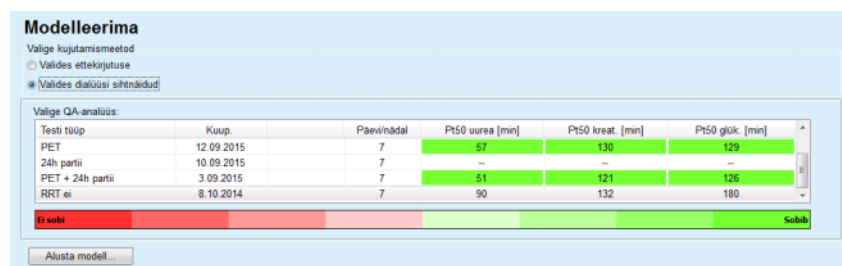 Modelleerima
Valige kujutamismeetod
Valides ettekirjutuse
Valides dialüüsi sihtnäidud
Valige QA-analüüs:
Testi tüüp Kuup. Päevi/nädal Pt50 uurea [min] Pt50 kreat. [min] Pt50 glük. [min]
PET 12.09.2015 7 57 130 129
24h partii 10.09.2015 7 -- -- --
PET + 24h partii 3.09.2015 7 51 121 126
RRT ei 8.10.2014 7 90 132 180
Ei sobi Sobib
Alusta modell...